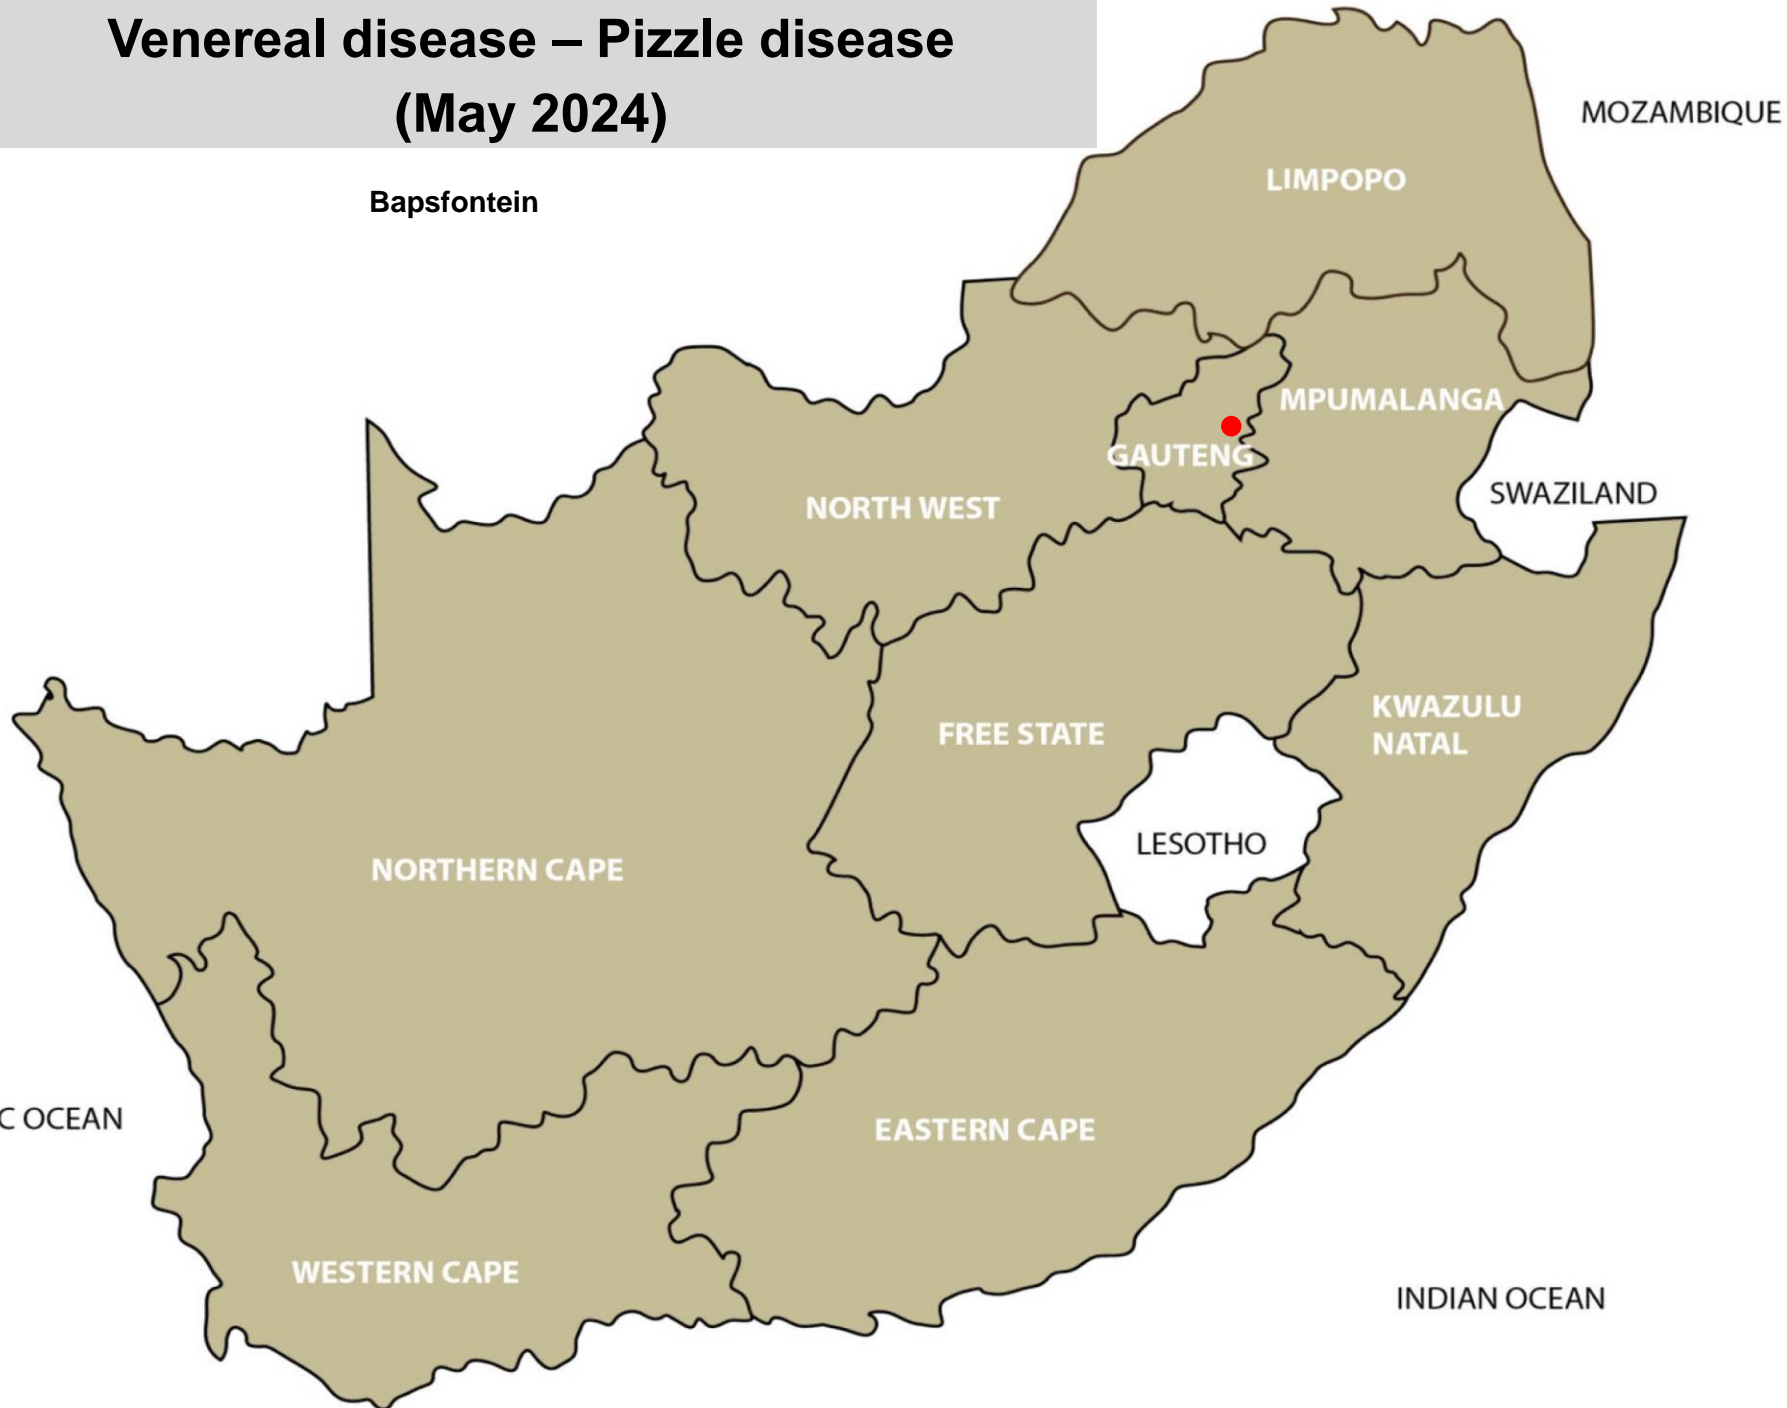 Venereal disease – Pizzle disease
(May 2024)
Bapsfontein
MOZAMBIQUE
LIMPOPO
MPUMALANGA
GAUTENG
SWAZILAND
NORTH WEST
KWAZULU
NATAL
FREE STATE
LESOTHO
NORTHERN CAPE
C OCEAN
EASTERN CAPE
WESTERN CAPE
INDIAN OCEAN